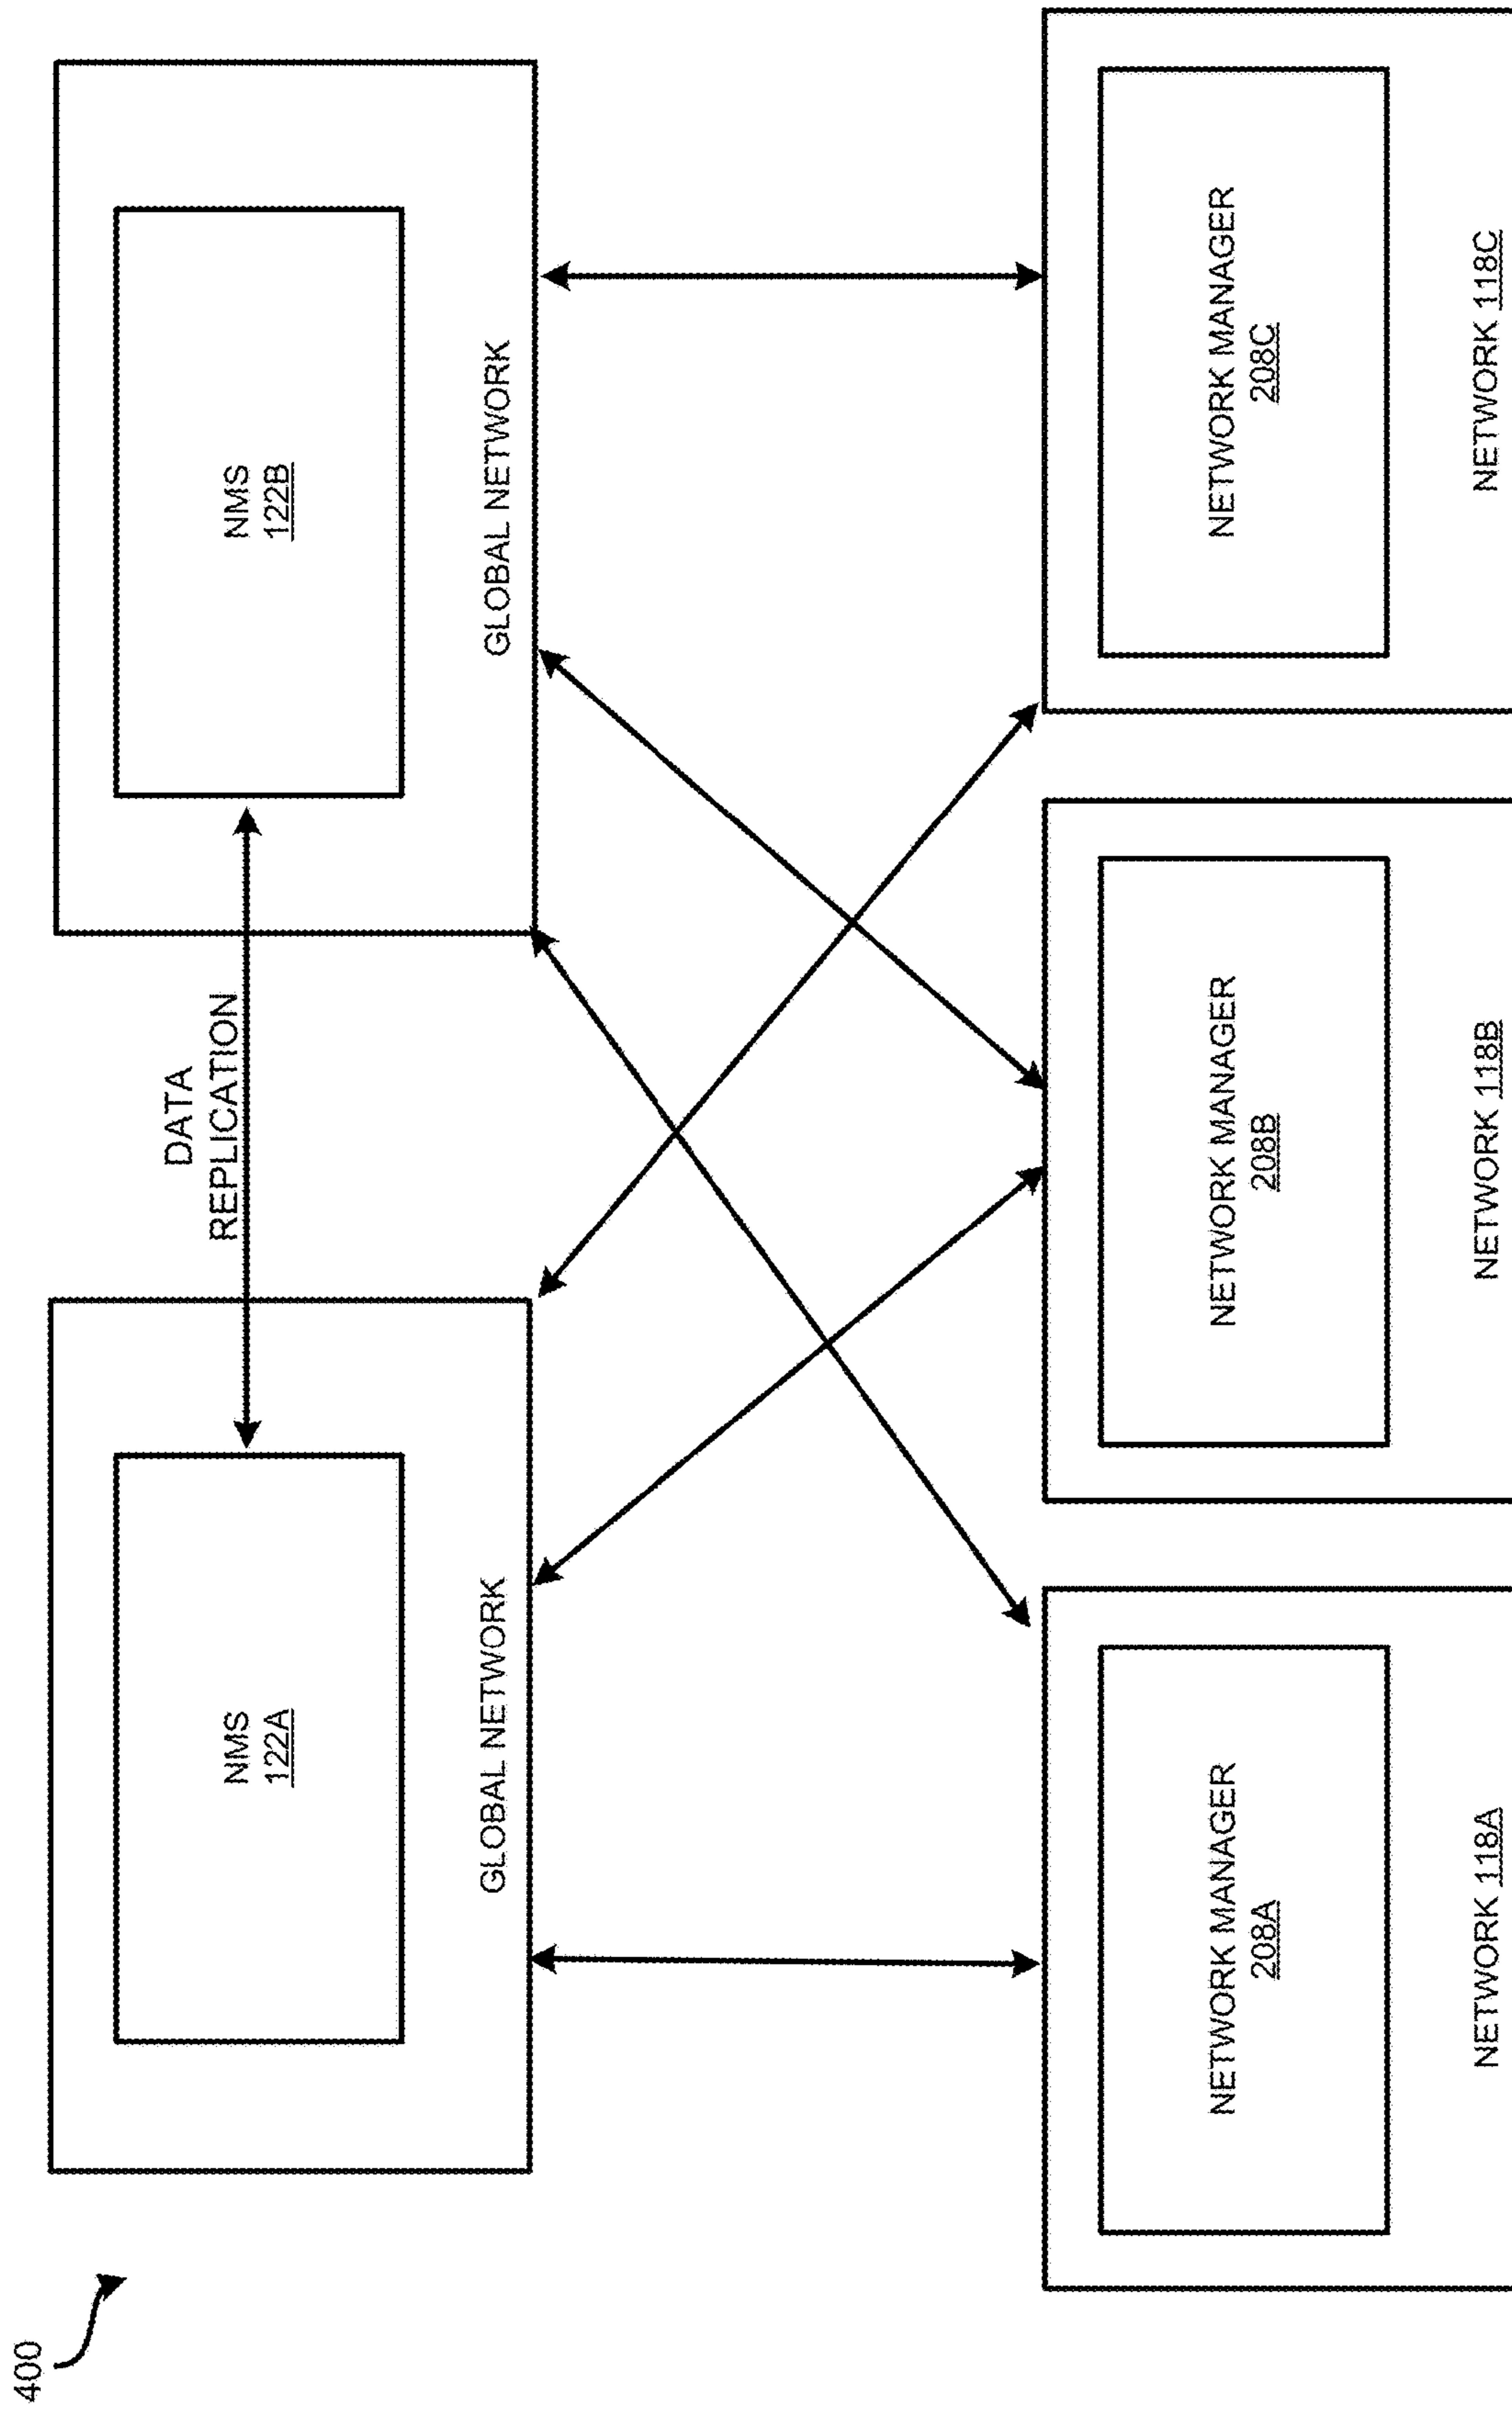 400
DATA
REPLICATION
NMS
122A
GLOBAL NETWORK
NMS
122B
GLOBAL NETWORK
NETWORK MANAGER
208A
NETWORK 118A
NETWORK MANAGER
208B
NETWORK 118B
NETWORK MANAGER
208C
NETWORK 118C